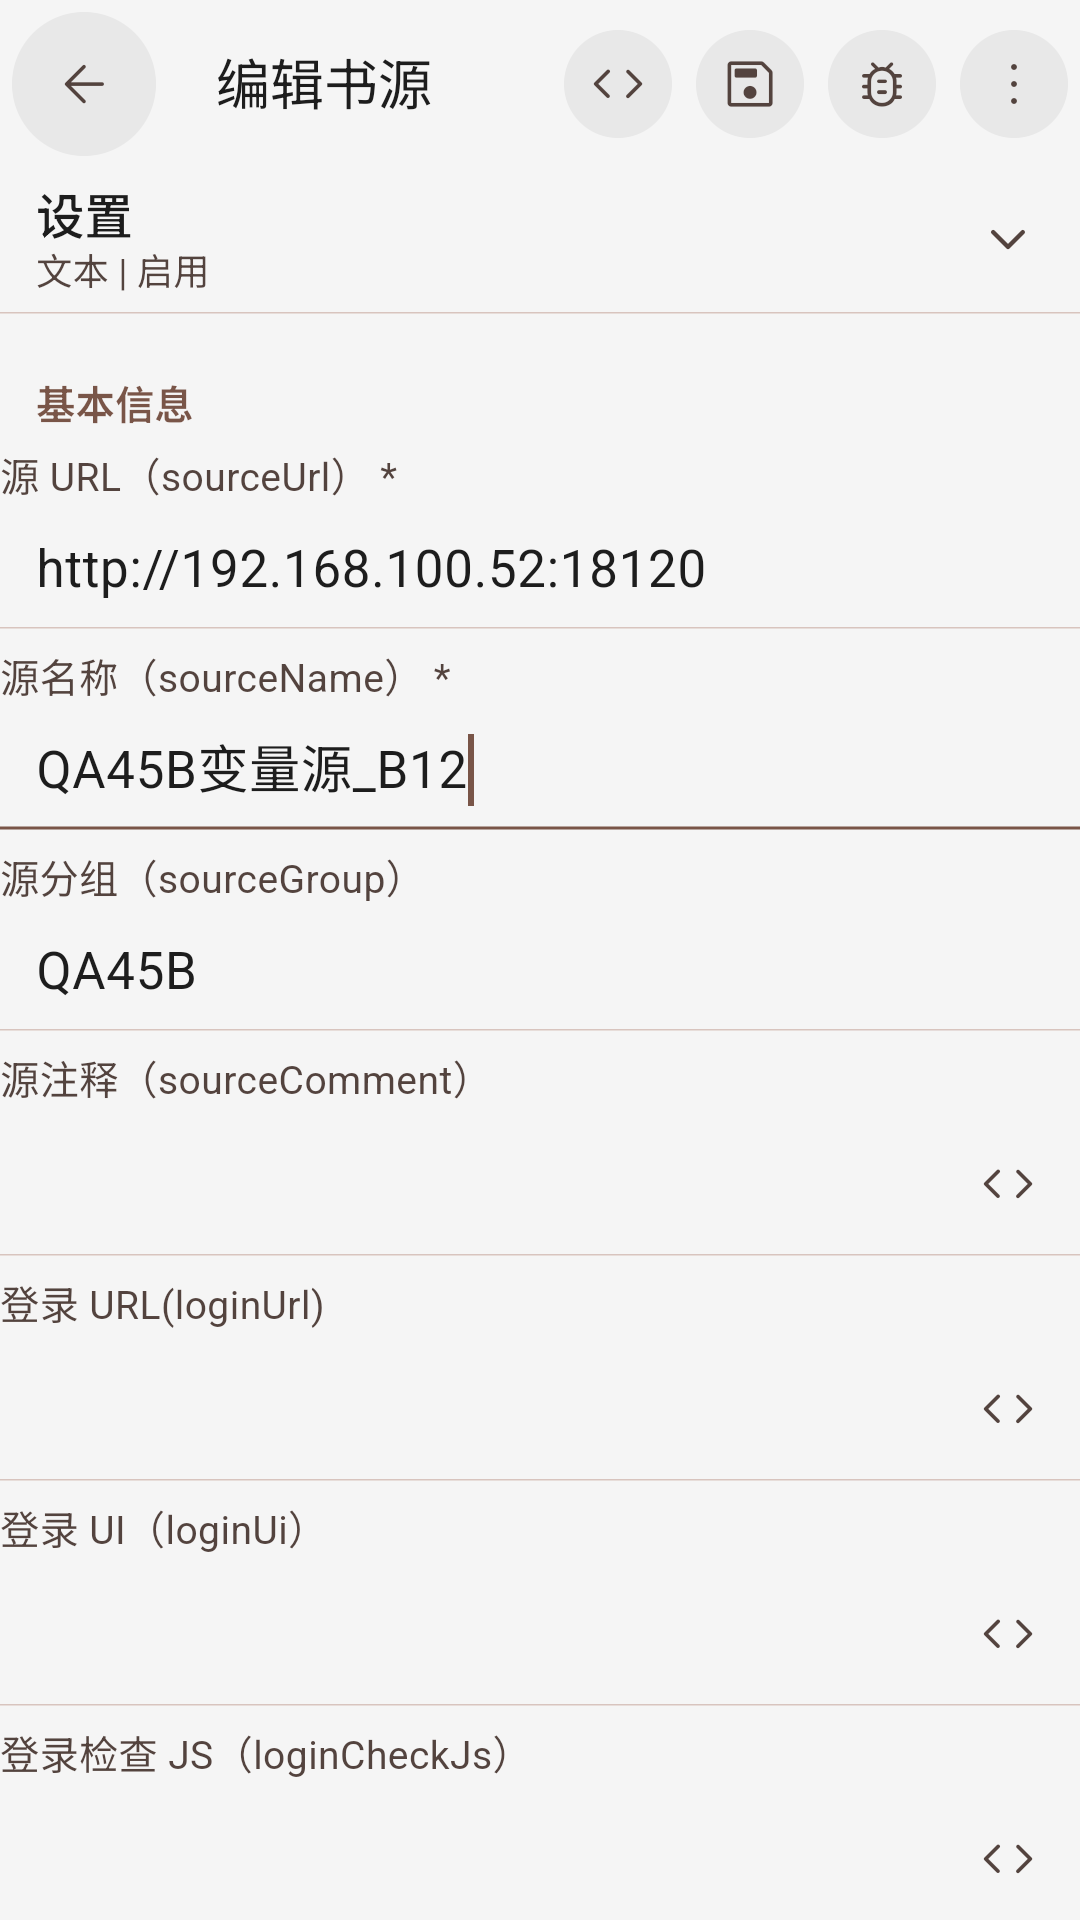 编辑书源
设置
文本 | 启用
基本信息
源 URL（sourceUrl） *
http://192.168.100.52:18120
源名称（sourceName） *
QA45B变量源_B12
源分组（sourceGroup）
QA45B
源注释（sourceComment）
登录 URL(loginUrl)
登录 UI（loginUi）
登录检查 JS（loginCheckJs）